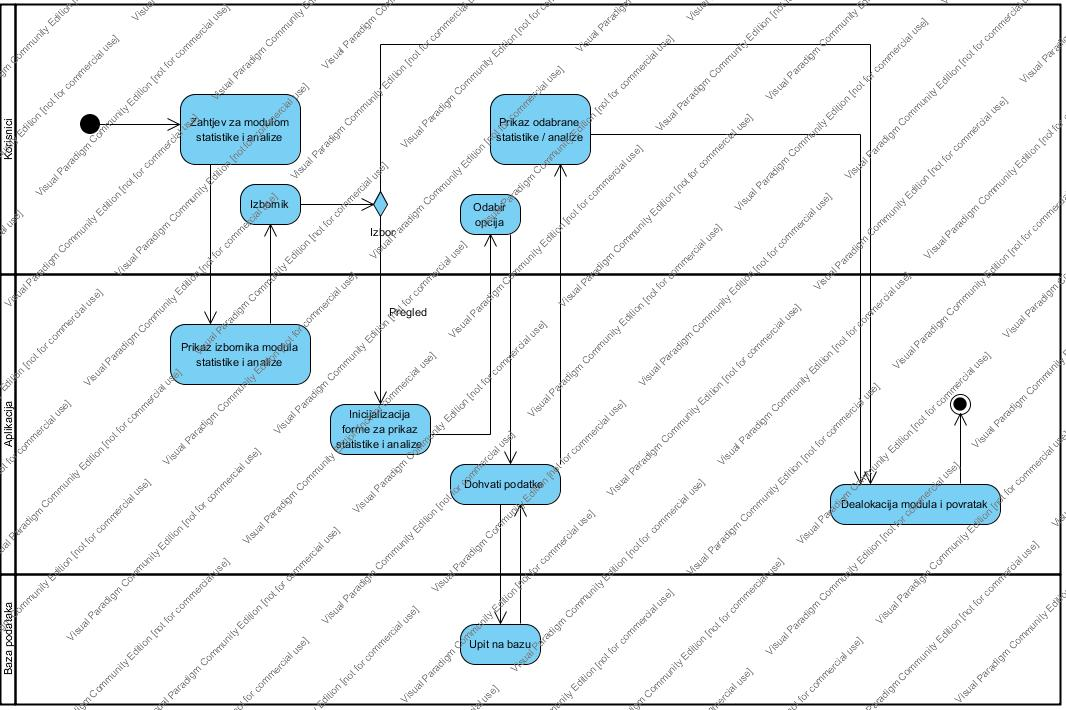 Korisnici
Zahtjev za modulom
statistike i analize
Prikaz odabrane
statistike / analize
Izbornik
Odabir
opcija
Izbor
Aplikacija
Pregled
Prikaz izbornika modula
statistike i analize
Inicijalizacija
forme za prikaz
statistike i analize
Dohvati podatke
Dealokacija modula i povratak
Baza podataka
Upit na bazu
Visual Paradigm Community Edition [not for commercial use]